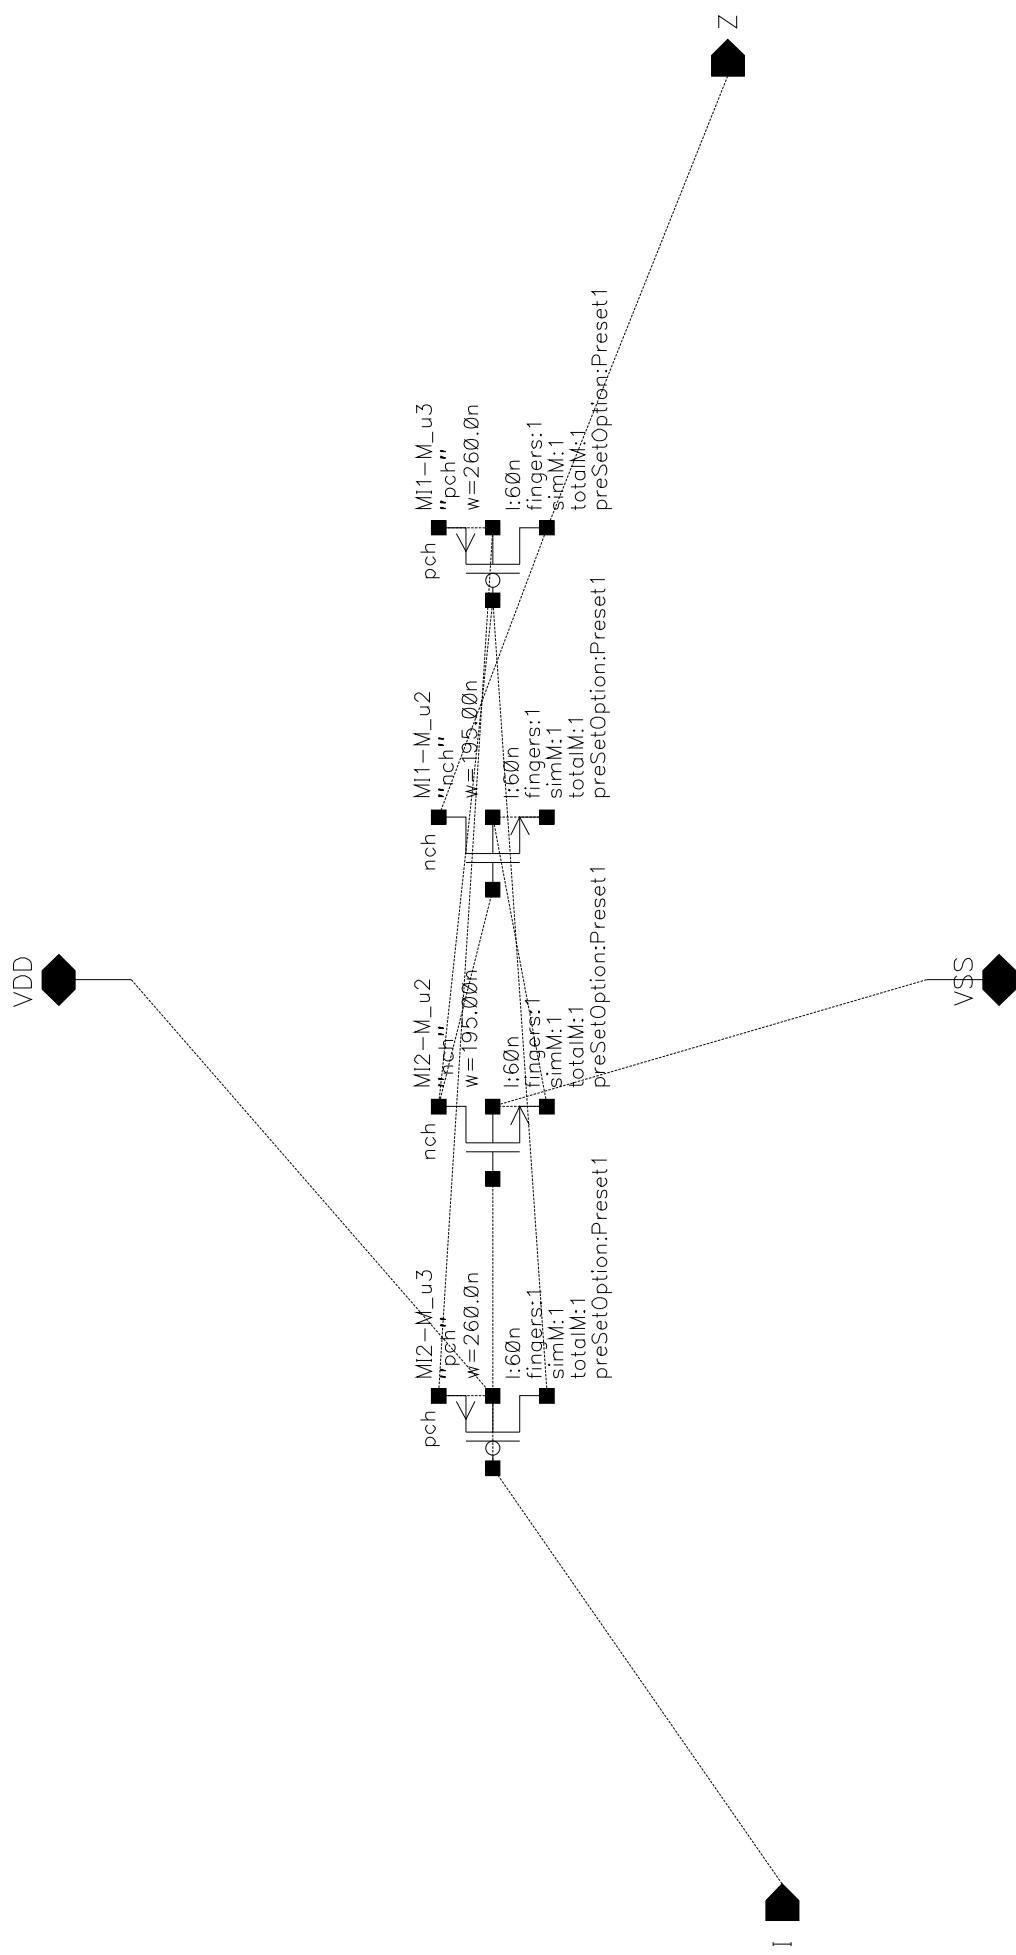 Z
MI1-M_u3
"pch"
w=260.0n
l:60n
fingers:1
simM:1
totalM:1
preSetOption:Preset1
pch
MI1-M_u2
"nch"
w=195.00n
l:60n
fingers:1
simM:1
totalM:1
preSetOption:Preset1
nch
VDD
VSS
MI2-M_u2
"nch"
w=195.00n
l:60n
fingers:1
simM:1
totalM:1
preSetOption:Preset1
nch
MI2-M_u3
"pch"
w=260.0n
l:60n
fingers:1
simM:1
totalM:1
preSetOption:Preset1
pch
I